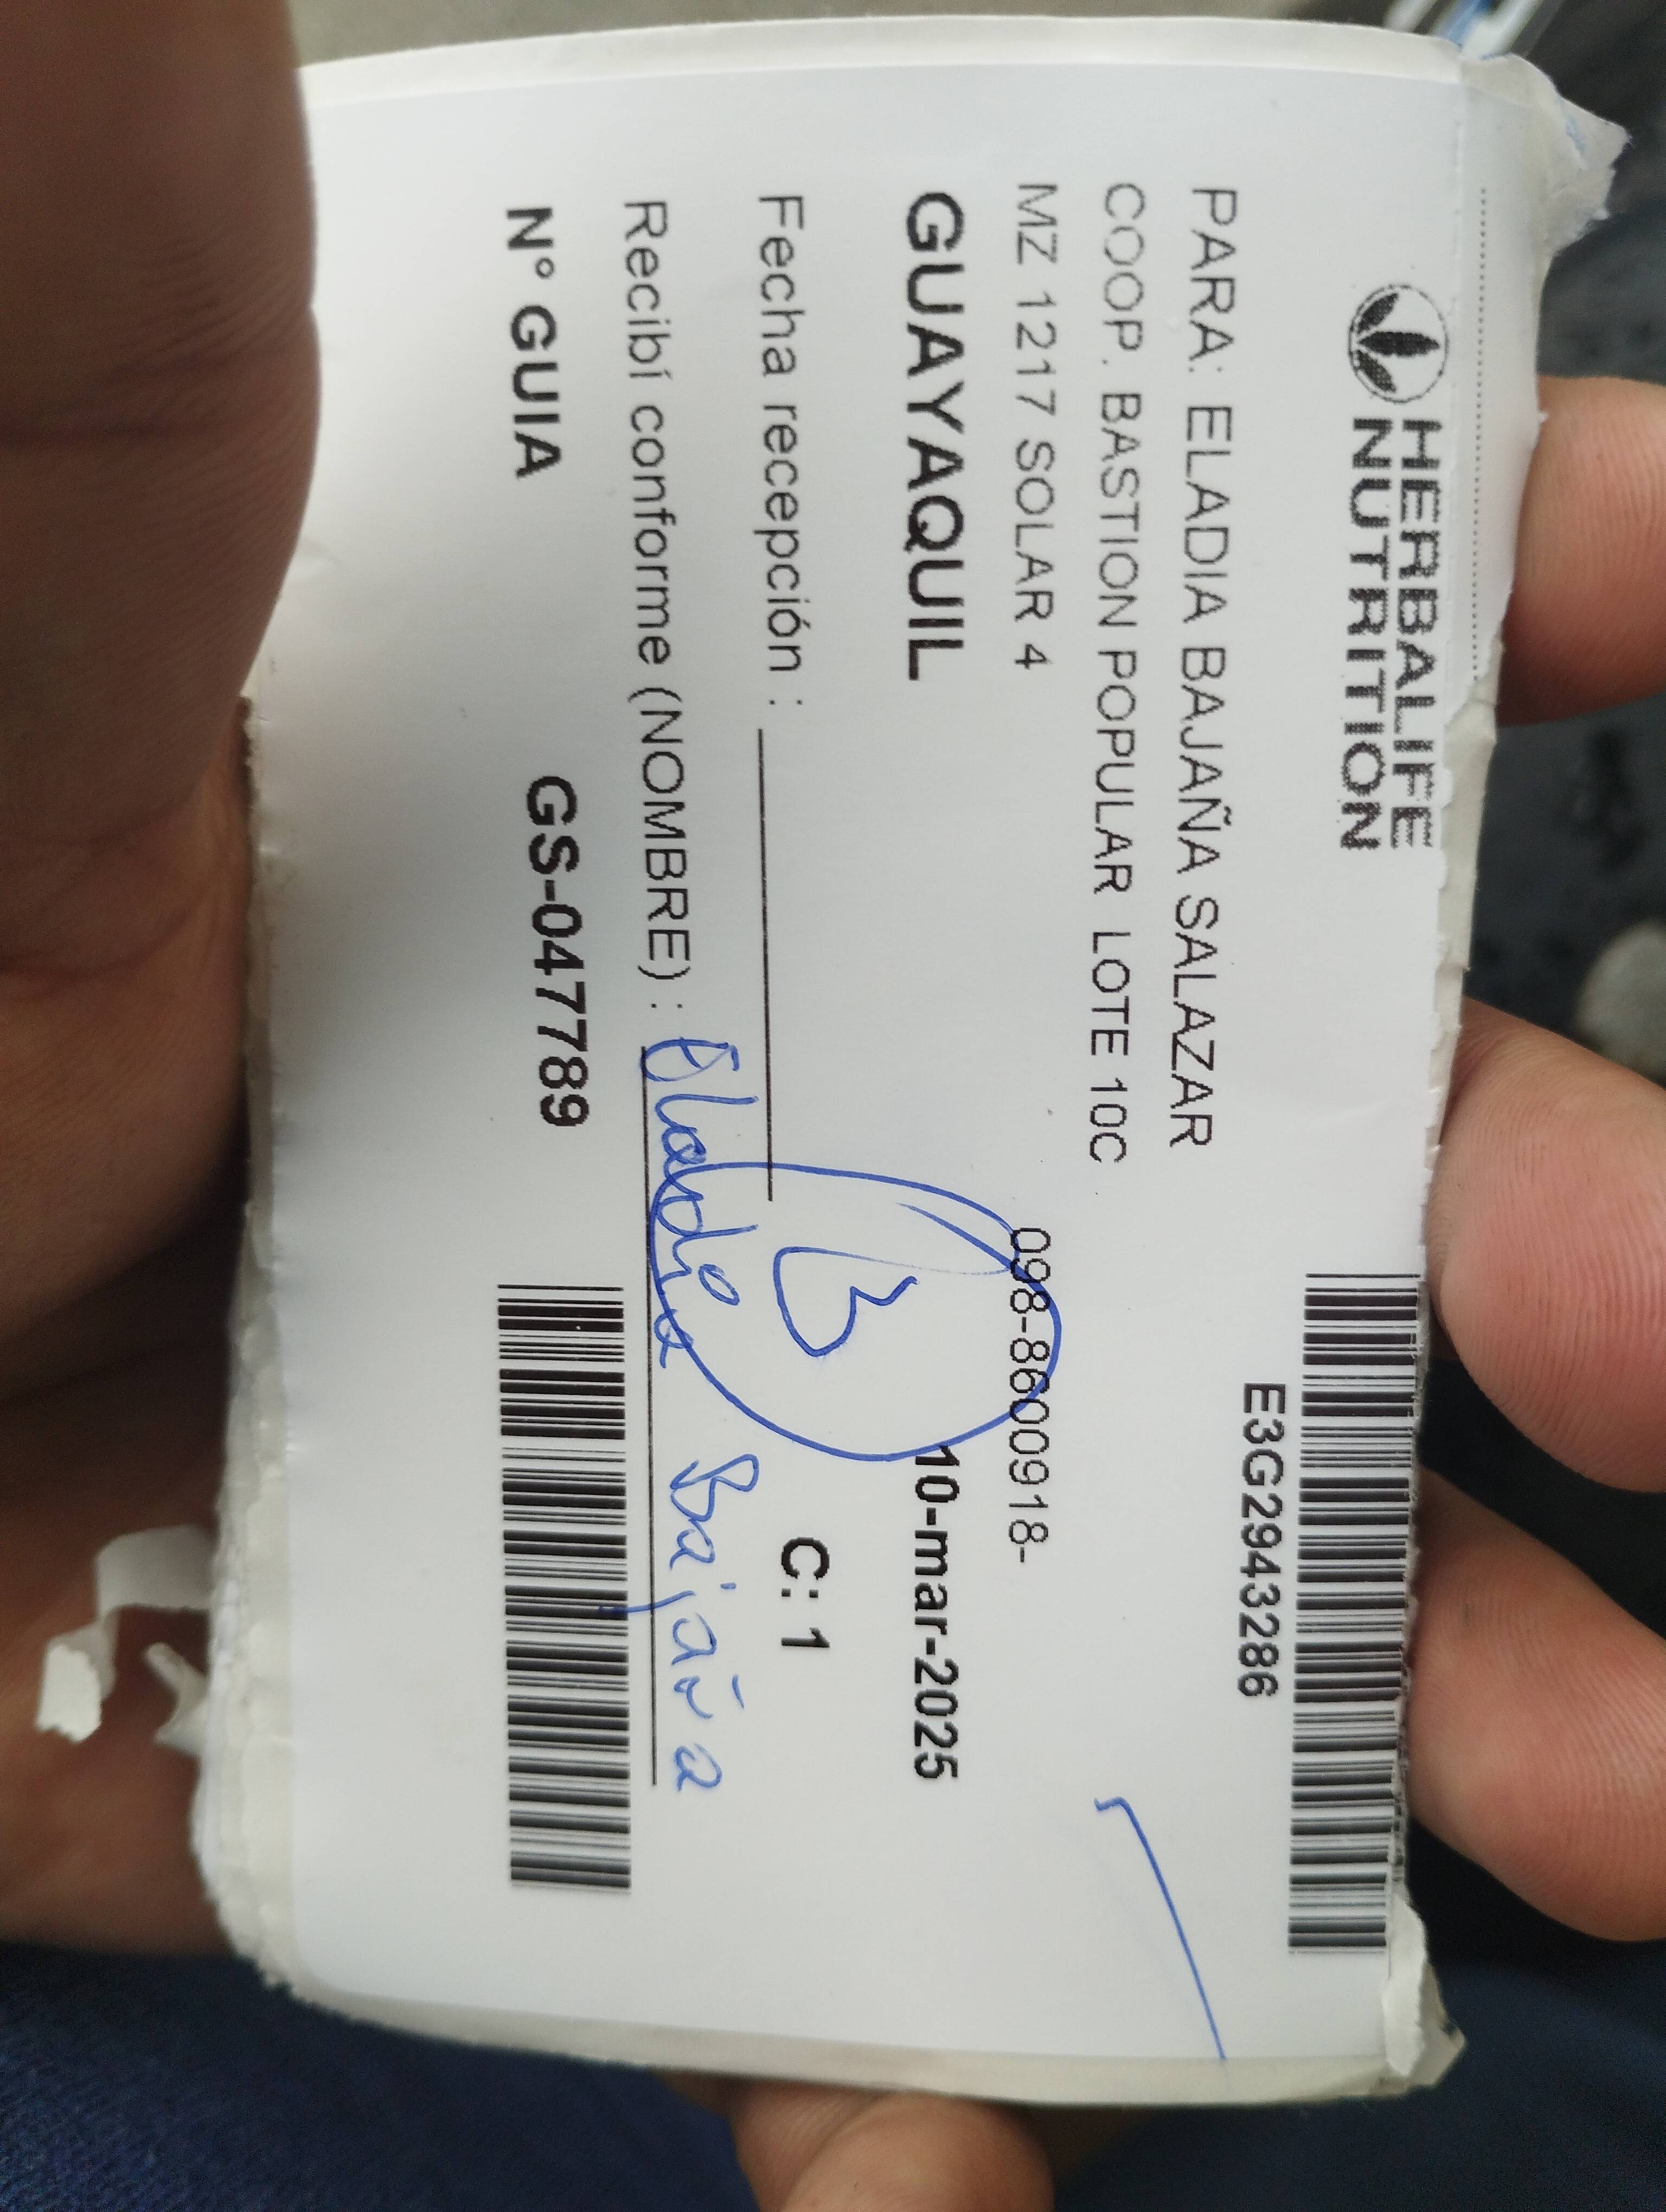 HERBALIFE
NUTRITION
E3G2943286
PARA: ELADIA BAJAÑA SALAZAR
COOP. BASTION POPULAR LOTE 10C
MZ 1217 SOLAR 4 098-8600918-
GUAYAQUIL 10-mar-2025
Fecha recepción : C: 1
Recibí conforme (NOMBRE) : Eladia Bajaña
N° GUIA GS-047789